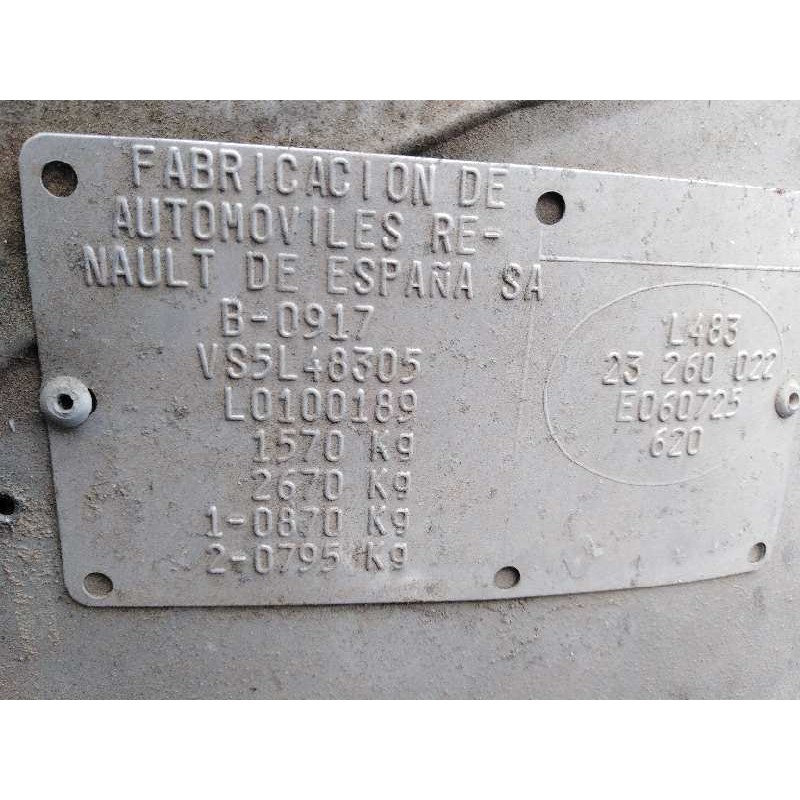 FABRICACION DE
AUTOMOVILES RE-
NAULT DE ESPAÑA SA
B-0917
VS5L48305
L0100189
1570 Kg
2670 Kg
1-0870 Kg
2-0795 Kg
L483
23 260 022
E060725
620